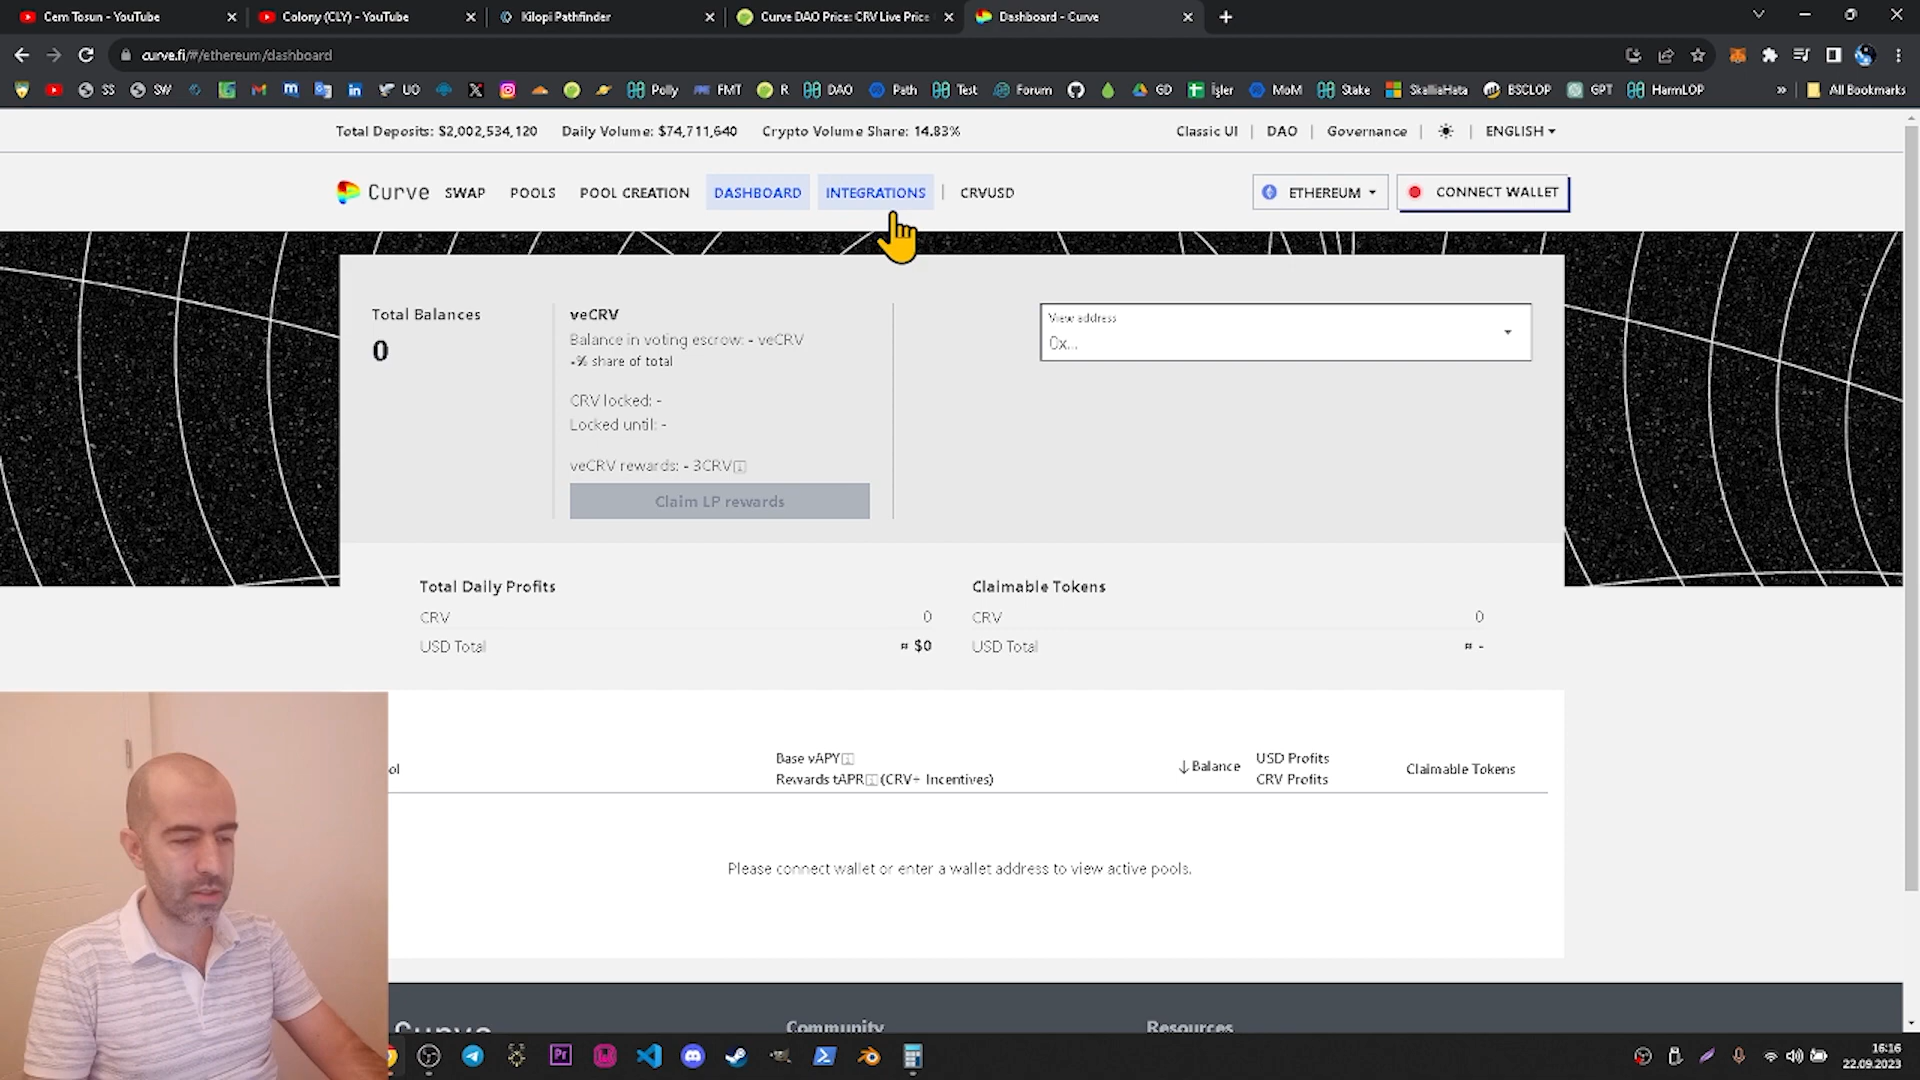 Cem Tosun - YouTube
Colony (CLY) - YouTube
Kilopi Pathfinder
Curve DAO Price: CRV Live Price
Dashboard - Curve
curve.fi/#/ethereum/dashboard
SS
SW
UO
Polly
FMT
R
DAO
Path
Test
Forum
GD
İşler
MoM
Stake
SkalliaHata
BSCLOP
GPT
HarmLOP
»
All Bookmarks
Total Deposits: $2,002,534,120
Daily Volume: $74,711,640
Crypto Volume Share: 14.83%
Classic UI
DAO
Governance
ENGLISH
Curve
SWAP
POOLS
POOL CREATION
DASHBOARD
INTEGRATIONS
CRVUSD
ETHEREUM
CONNECT WALLET
Total Balances
0
veCRV
Balance in voting escrow: - veCRV
-% share of total
CRV locked: -
Locked until: -
veCRV rewards: - 3CRV
Claim LP rewards
View address
0x...
Total Daily Profits
CRV 0
USD Total ≈ $0
Claimable Tokens
CRV 0
USD Total ≈ -
ol
Base vAPY
Rewards tAPR (CRV+ Incentives)
↓ Balance
USD Profits
CRV Profits
Claimable Tokens
Please connect wallet or enter a wallet address to view active pools.
Curve
Community
Resources
Pr
16:16
22.09.2023